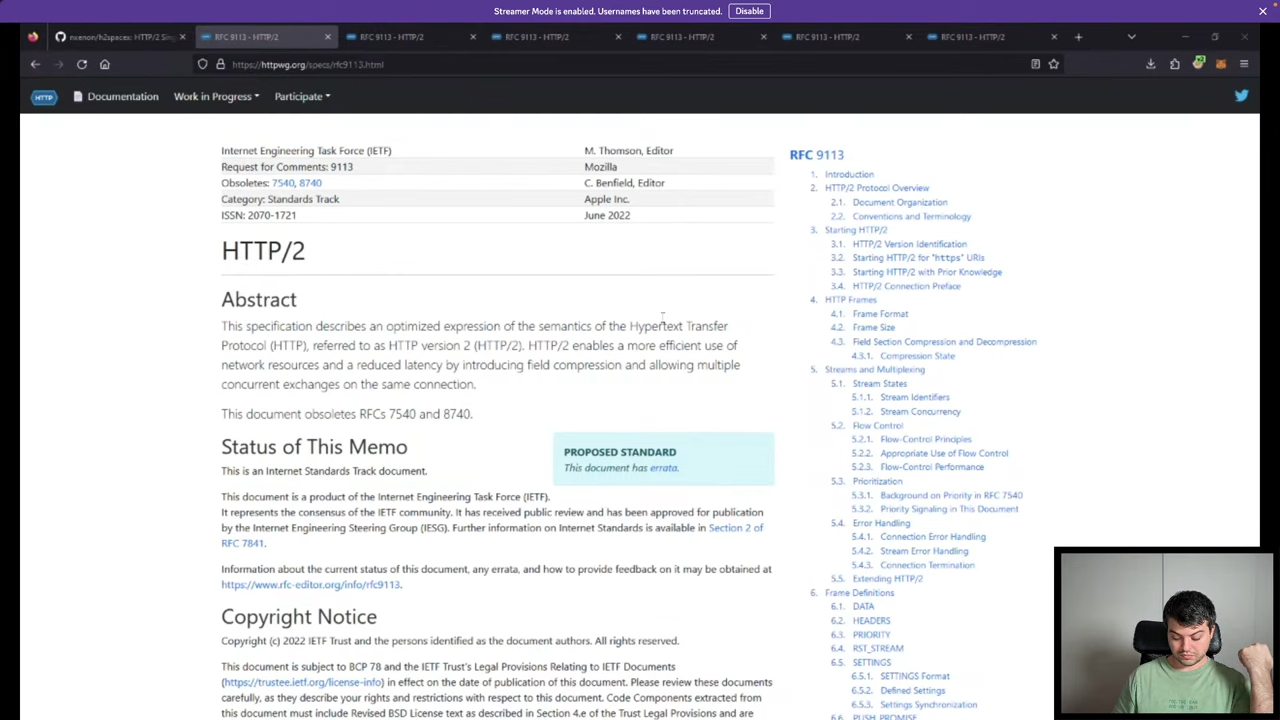 Streamer Mode is enabled. Usernames have been truncated. Disable
nxenon/h2spacex: HTTP/2 Sin
RFC 9113 - HTTP/2
RFC 9113 - HTTP/2
RFC 9113 - HTTP/2
RFC 9113 - HTTP/2
RFC 9113 - HTTP/2
RFC 9113 - HTTP/2
https://httpwg.org/specs/rfc9113.html
HTTP Documentation Work in Progress Participate
Internet Engineering Task Force (IETF) M. Thomson, Editor
Request for Comments: 9113 Mozilla
Obsoletes: 7540, 8740 C. Benfield, Editor
Category: Standards Track Apple Inc.
ISSN: 2070-1721 June 2022
HTTP/2
Abstract
This specification describes an optimized expression of the semantics of the Hypertext Transfer
Protocol (HTTP), referred to as HTTP version 2 (HTTP/2). HTTP/2 enables a more efficient use of
network resources and a reduced latency by introducing field compression and allowing multiple
concurrent exchanges on the same connection.
This document obsoletes RFCs 7540 and 8740.
Status of This Memo
This is an Internet Standards Track document.
PROPOSED STANDARD
This document has errata.
This document is a product of the Internet Engineering Task Force (IETF).
It represents the consensus of the IETF community. It has received public review and has been approved for publication
by the Internet Engineering Steering Group (IESG). Further information on Internet Standards is available in Section 2 of
RFC 7841.
Information about the current status of this document, any errata, and how to provide feedback on it may be obtained at
https://www.rfc-editor.org/info/rfc9113.
Copyright Notice
Copyright (c) 2022 IETF Trust and the persons identified as the document authors. All rights reserved.
This document is subject to BCP 78 and the IETF Trust's Legal Provisions Relating to IETF Documents
(https://trustee.ietf.org/license-info) in effect on the date of publication of this document. Please review these documents
carefully, as they describe your rights and restrictions with respect to this document. Code Components extracted from
this document must include Revised BSD License text as described in Section 4.e of the Trust Legal Provisions and are
RFC 9113
1. Introduction
2. HTTP/2 Protocol Overview
2.1. Document Organization
2.2. Conventions and Terminology
3. Starting HTTP/2
3.1. HTTP/2 Version Identification
3.2. Starting HTTP/2 for "https" URIs
3.3. Starting HTTP/2 with Prior Knowledge
3.4. HTTP/2 Connection Preface
4. HTTP Frames
4.1. Frame Format
4.2. Frame Size
4.3. Field Section Compression and Decompression
4.3.1. Compression State
5. Streams and Multiplexing
5.1. Stream States
5.1.1. Stream Identifiers
5.1.2. Stream Concurrency
5.2. Flow Control
5.2.1. Flow-Control Principles
5.2.2. Appropriate Use of Flow Control
5.2.3. Flow-Control Performance
5.3. Prioritization
5.3.1. Background on Priority in RFC 7540
5.3.2. Priority Signaling in This Document
5.4. Error Handling
5.4.1. Connection Error Handling
5.4.2. Stream Error Handling
5.4.3. Connection Termination
5.5. Extending HTTP/2
6. Frame Definitions
6.1. DATA
6.2. HEADERS
6.3. PRIORITY
6.4. RST_STREAM
6.5. SETTINGS
6.5.1. SETTINGS Format
6.5.2. Defined Settings
6.5.3. Settings Synchronization
6.6. PUSH_PROMISE